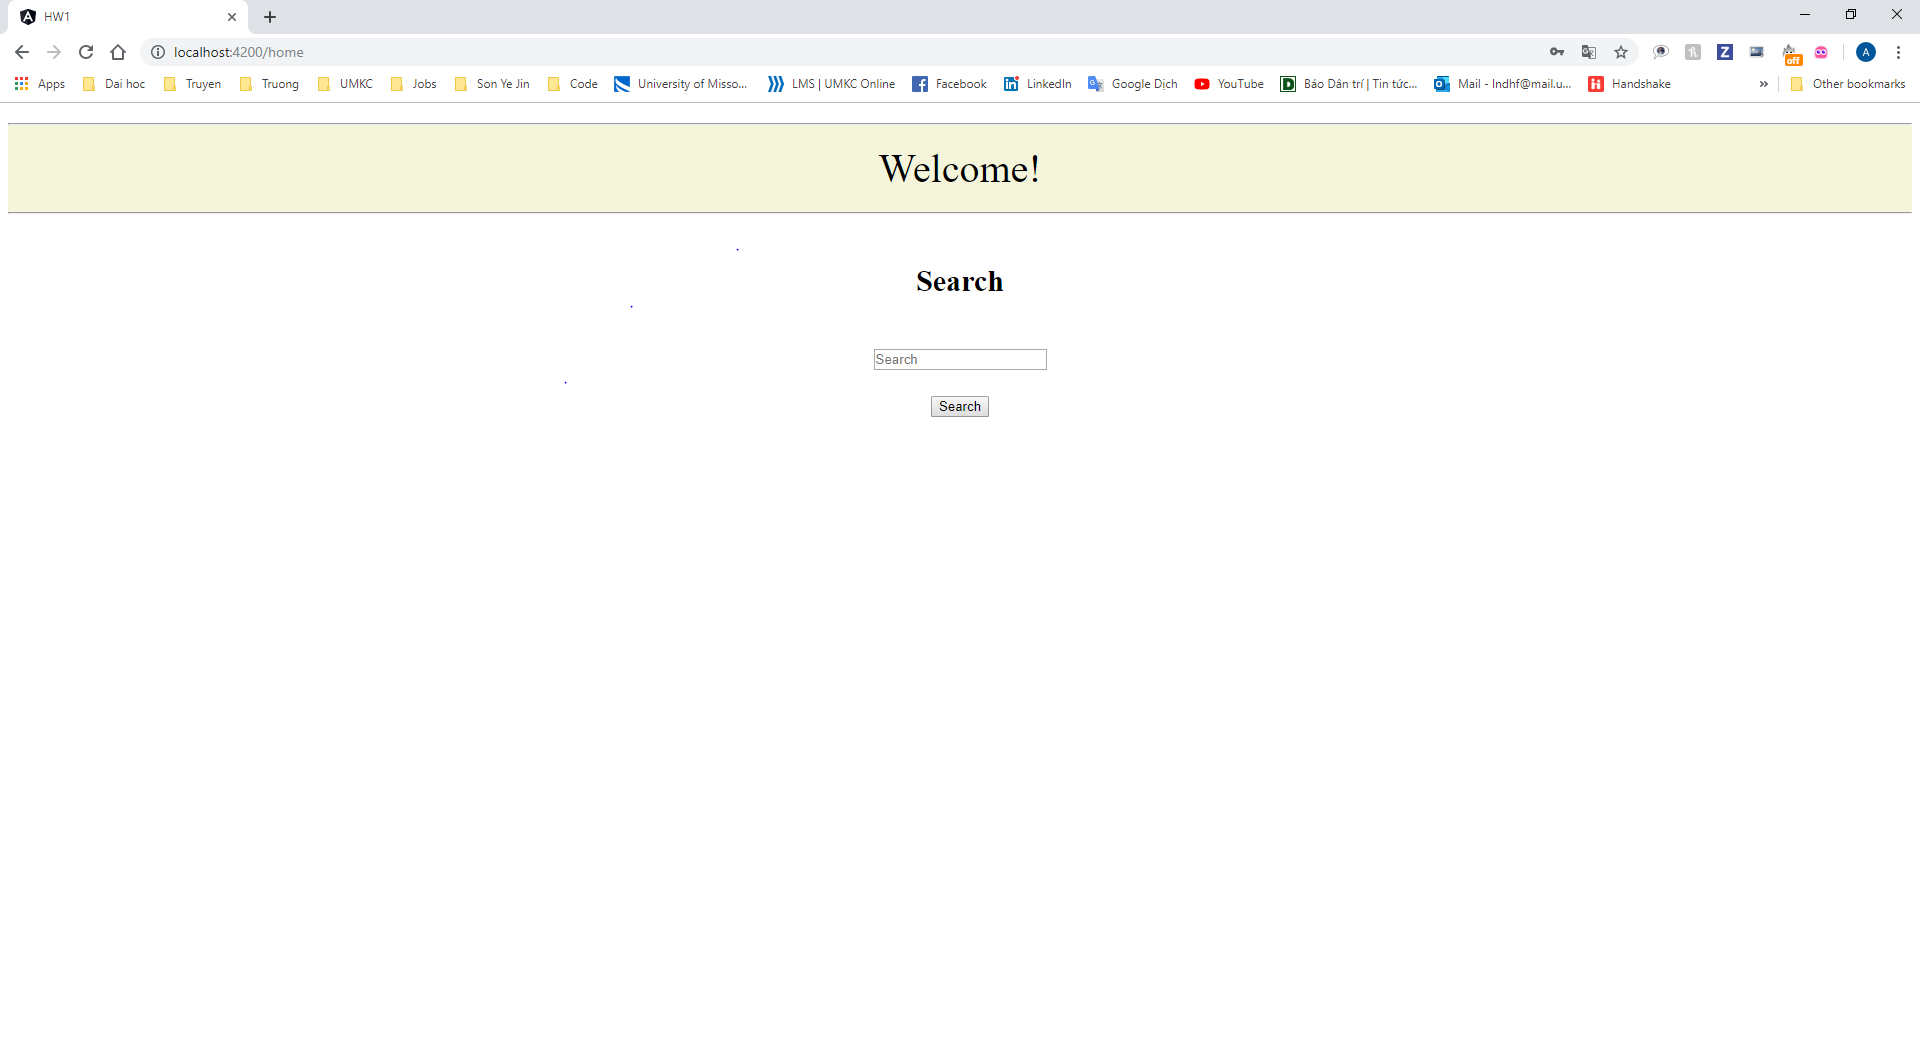 HW1
localhost:4200/home
Apps Dai hoc Truyen Truong UMKC Jobs Son Ye Jin Code University of Misso... LMS | UMKC Online Facebook LinkedIn Google Dịch YouTube Báo Dân trí | Tin tức... Mail - lndhf@mail.u... Handshake » Other bookmarks
off
A
Welcome!
Search
Search
Search